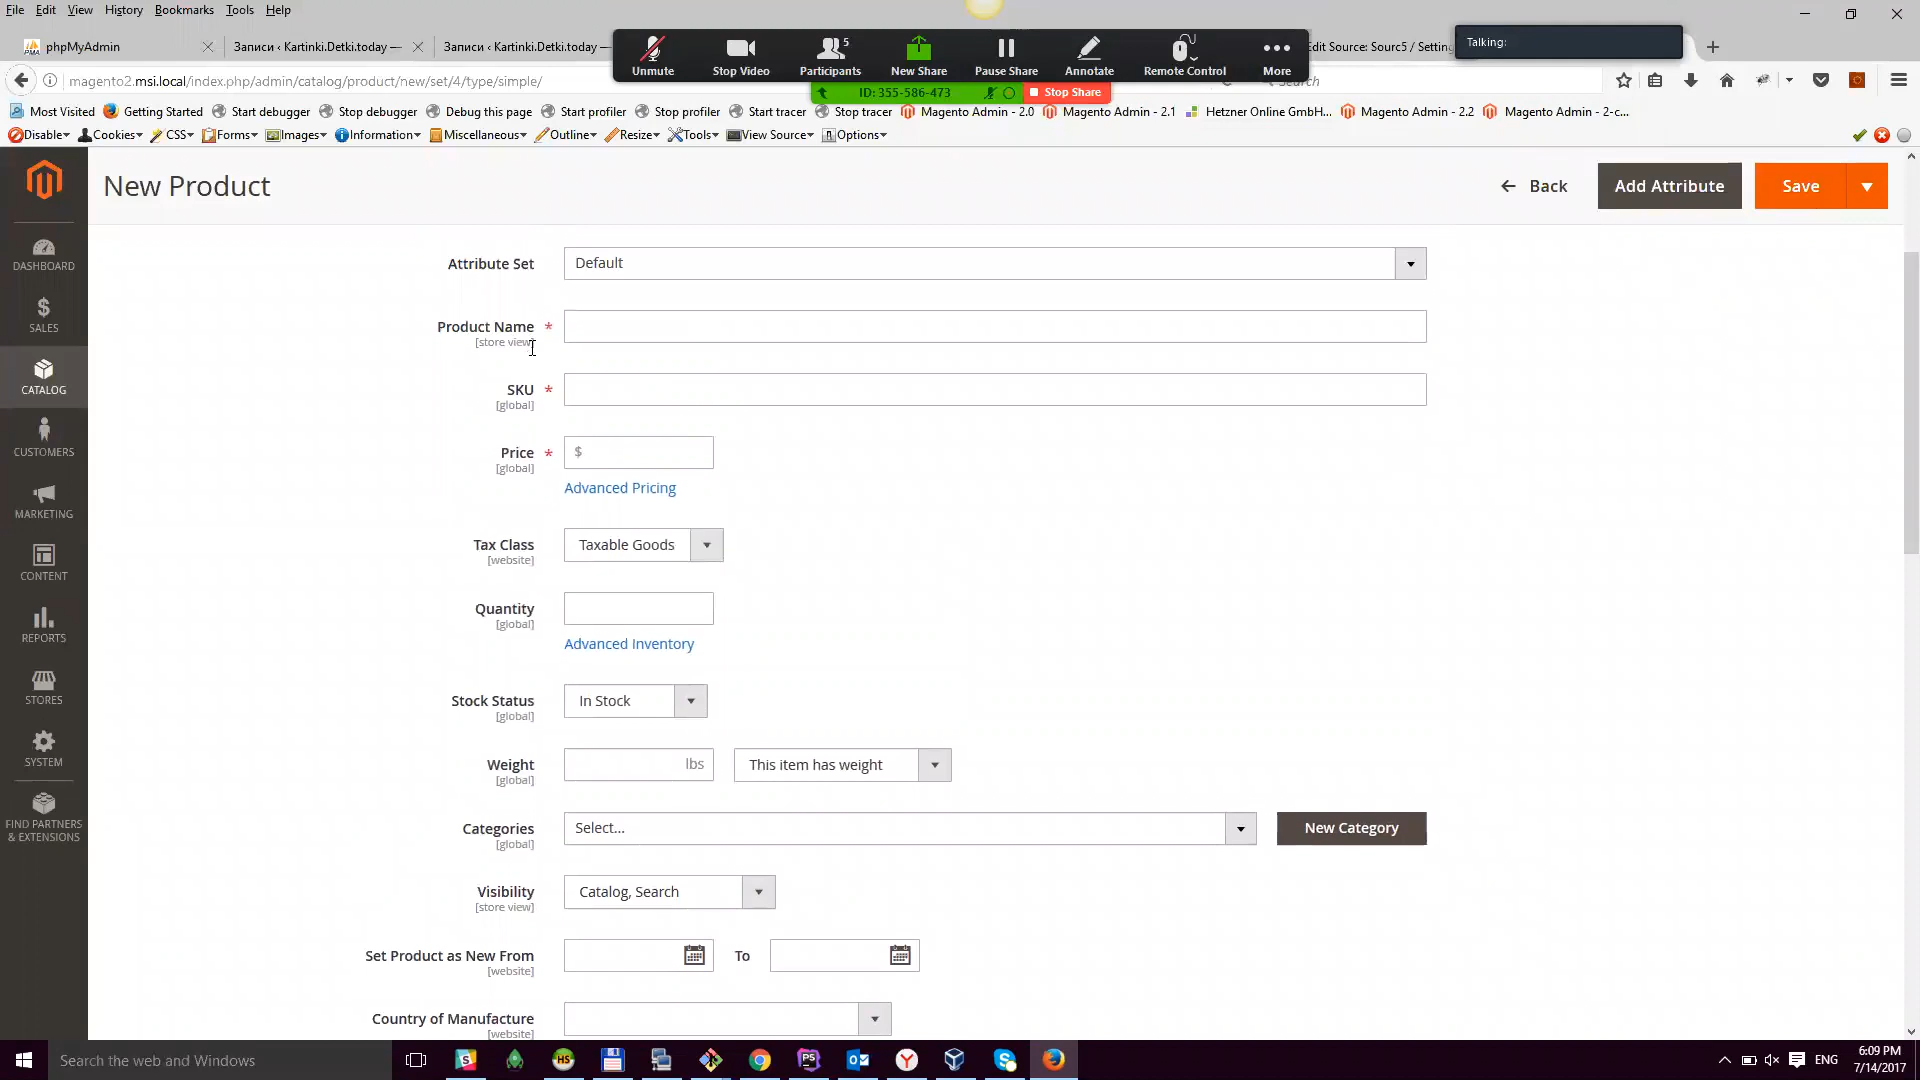 File Edit View History Bookmarks Tools Help
phpMyAdmin
Записи ‹ Kartinki.Detki.today —
Записи ‹ Kartinki.Detki.today —
Edit Source: Sourc5 / Setting
Talking:
Unmute
Stop Video
5
Participants
New Share
Pause Share
Annotate
Remote Control
More
ID: 355-586-473
Stop Share
magento2.msi.local/index.php/admin/catalog/product/new/set/4/type/simple/
Search
Most Visited Getting Started Start debugger Stop debugger Debug this page Start profiler Stop profiler Start tracer Stop tracer Magento Admin - 2.0 Magento Admin - 2.1 Hetzner Online GmbH... Magento Admin - 2.2 Magento Admin - 2-c...
Disable Cookies CSS Forms Images Information Miscellaneous Outline Resize Tools View Source Options
New Product
Back
Add Attribute
Save
DASHBOARD
SALES
CATALOG
CUSTOMERS
MARKETING
CONTENT
REPORTS
STORES
SYSTEM
FIND PARTNERS
& EXTENSIONS
Attribute Set Default
Product Name *
[store view]
SKU *
[global]
Price * $
[global]
Advanced Pricing
Tax Class Taxable Goods
[website]
Quantity
[global]
Advanced Inventory
Stock Status In Stock
[global]
Weight lbs This item has weight
[global]
Categories Select... New Category
[global]
Visibility Catalog, Search
[store view]
Set Product as New From To
[website]
Country of Manufacture
[website]
Search the web and Windows
ENG
6:09 PM
7/14/2017